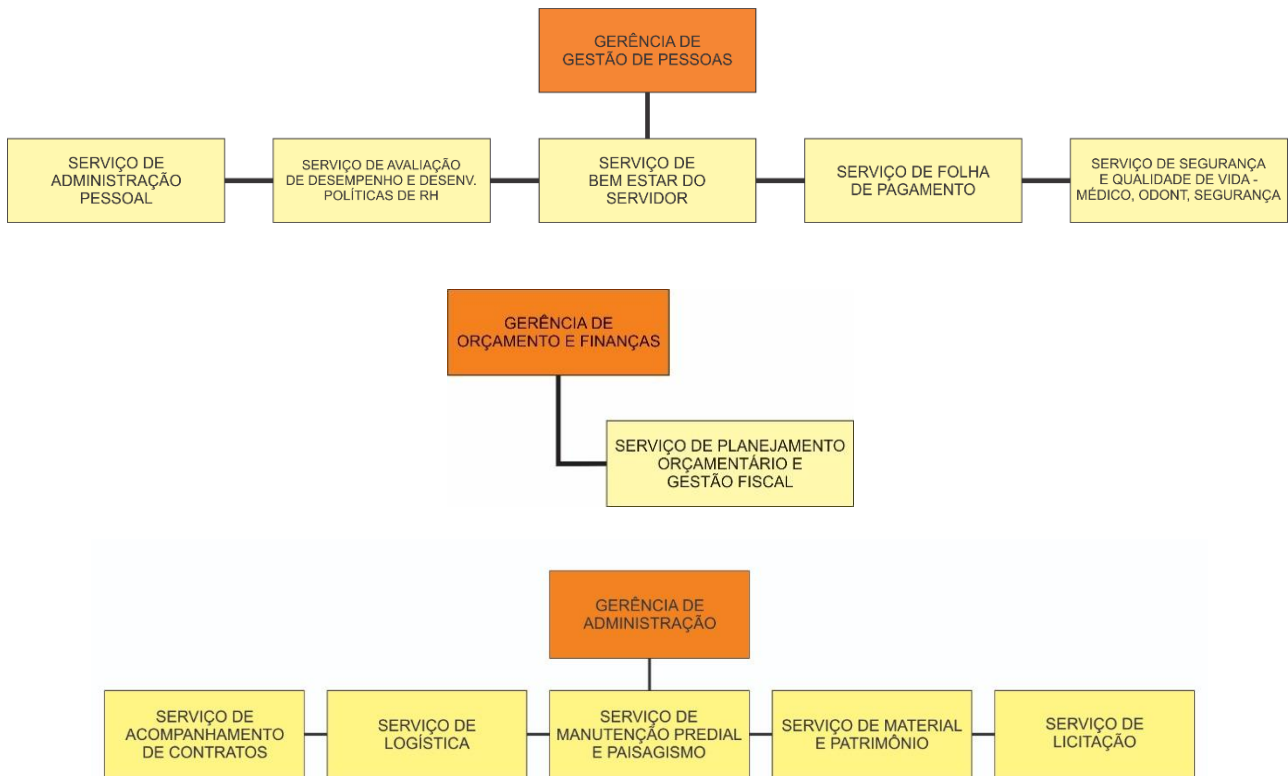 GERÊNCIA DE
GESTÃO DE PESSOAS
SERVIÇO DE
ADMINISTRAÇÃO
PESSOAL
SERVIÇO DE AVALIAÇÃO
DE DESEMPENHO E DESENV.
POLÍTICAS DE RH
SERVIÇO DE
BEM ESTAR DO
SERVIDOR
SERVIÇO DE FOLHA
DE PAGAMENTO
SERVIÇO DE SEGURANÇA
E QUALIDADE DE VIDA -
MÉDICO, ODONT, SEGURANÇA
GERÊNCIA DE
ORÇAMENTO E FINANÇAS
SERVIÇO DE PLANEJAMENTO
ORÇAMENTÁRIO E
GESTÃO FISCAL
GERÊNCIA DE
ADMINISTRAÇÃO
SERVIÇO DE
ACOMPANHAMENTO
DE CONTRATOS
SERVIÇO DE
LOGÍSTICA
SERVIÇO DE
MANUTENÇÃO PREDIAL
E PAISAGISMO
SERVIÇO DE MATERIAL
E PATRIMÔNIO
SERVIÇO DE
LICITAÇÃO